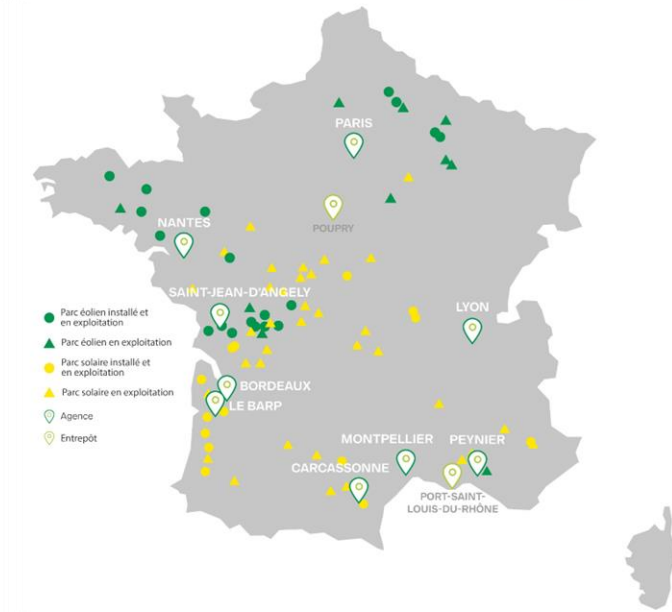 PARIS
POUPRY
NANTES
SAINT-JEAN-D'ANGELY
LYON
Parc éolien installé et
en exploitation
Parc éolien en exploitation
Parc solaire installé et
en exploitation
Parc solaire en exploitation
Agence
Entrepôt
BORDEAUX
LE BARP
MONTPELLIER
PEYNIER
CARCASSONNE
PORT-SAINT-
LOUIS-DU-RHÔNE